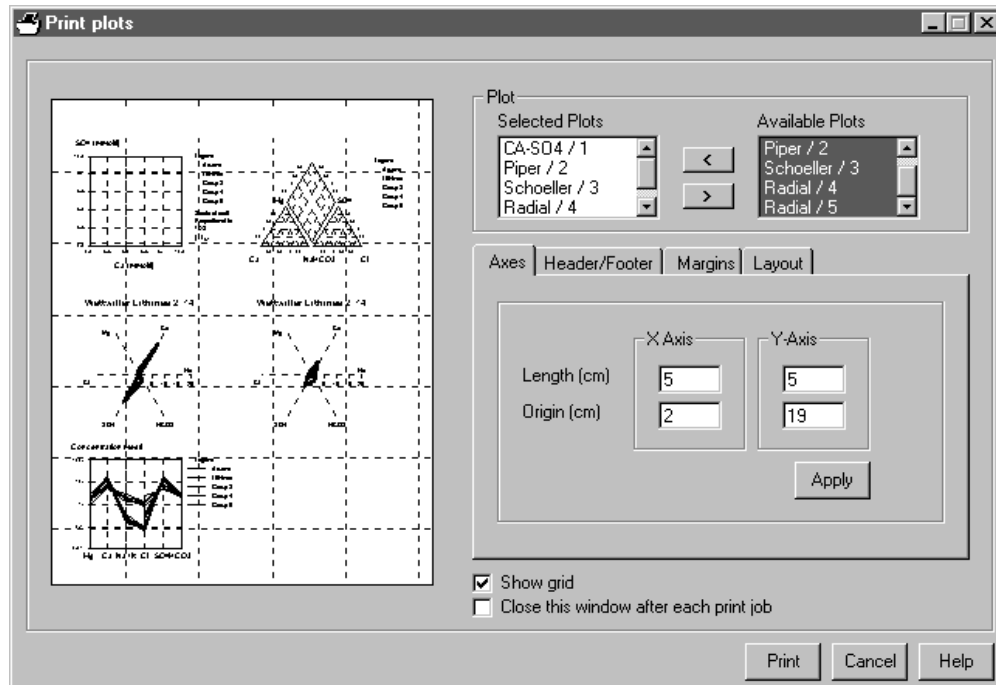 Print plots
Plot
Selected Plots
Available Plots
CA-SO4 / 1
Piper / 2
Schoeller / 3
Radial / 4
<
>
Piper / 2
Schoeller / 3
Radial / 4
Radial / 5
Axes
Header/Footer
Margins
Layout
X Axis
Y-Axis
Length (cm)
5
5
Origin (cm)
2
19
Apply
Show grid
Close this window after each print job
Print
Cancel
Help